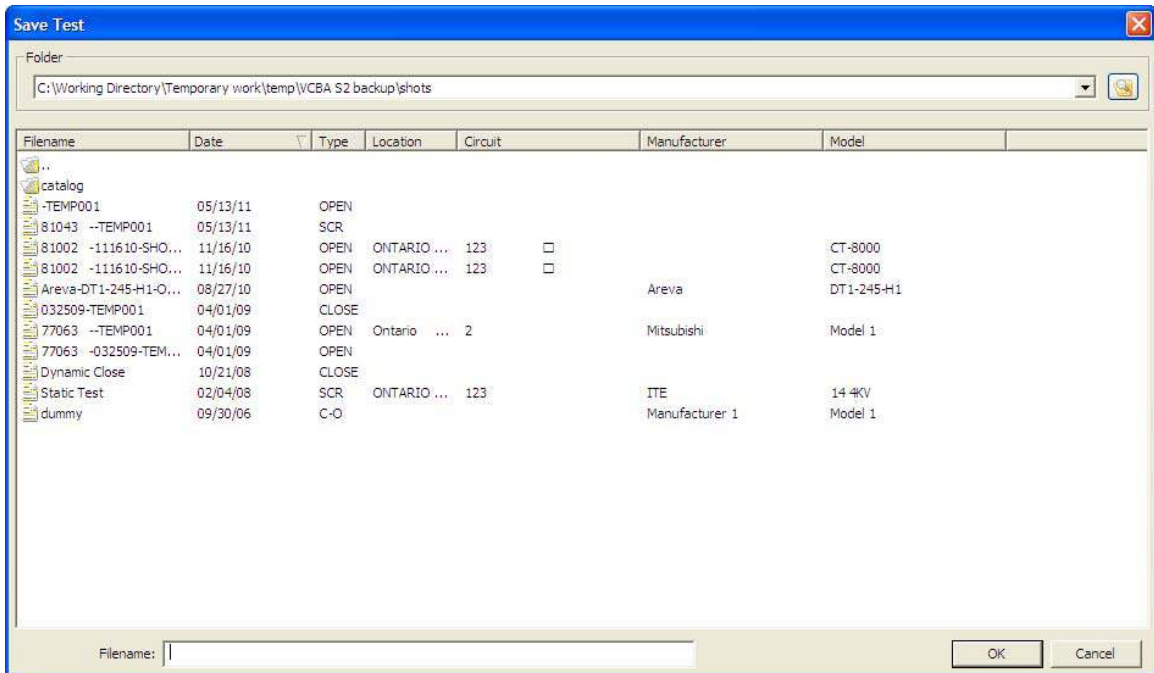 Save Test
Folder
C:\Working Directory\Temporary work\temp\VCBA S2 backup\shots
Filename Date Type Location Circuit Manufacturer Model
..
catalog
-TEMP001 05/13/11 OPEN
81043 --TEMP001 05/13/11 SCR
81002 -111610-SHO... 11/16/10 OPEN ONTARIO ... 123 □ CT-8000
81002 -111610-SHO... 11/16/10 OPEN ONTARIO ... 123 □ CT-8000
Areva-DT1-245-H1-O... 08/27/10 OPEN Areva DT1-245-H1
032509-TEMP001 04/01/09 CLOSE
77063 --TEMP001 04/01/09 OPEN Ontario ... 2 Mitsubishi Model 1
77063 -032509-TEM... 04/01/09 OPEN
Dynamic Close 10/21/08 CLOSE
Static Test 02/04/08 SCR ONTARIO ... 123 ITE 14 4KV
dummy 09/30/06 C-O Manufacturer 1 Model 1
Filename: OK Cancel